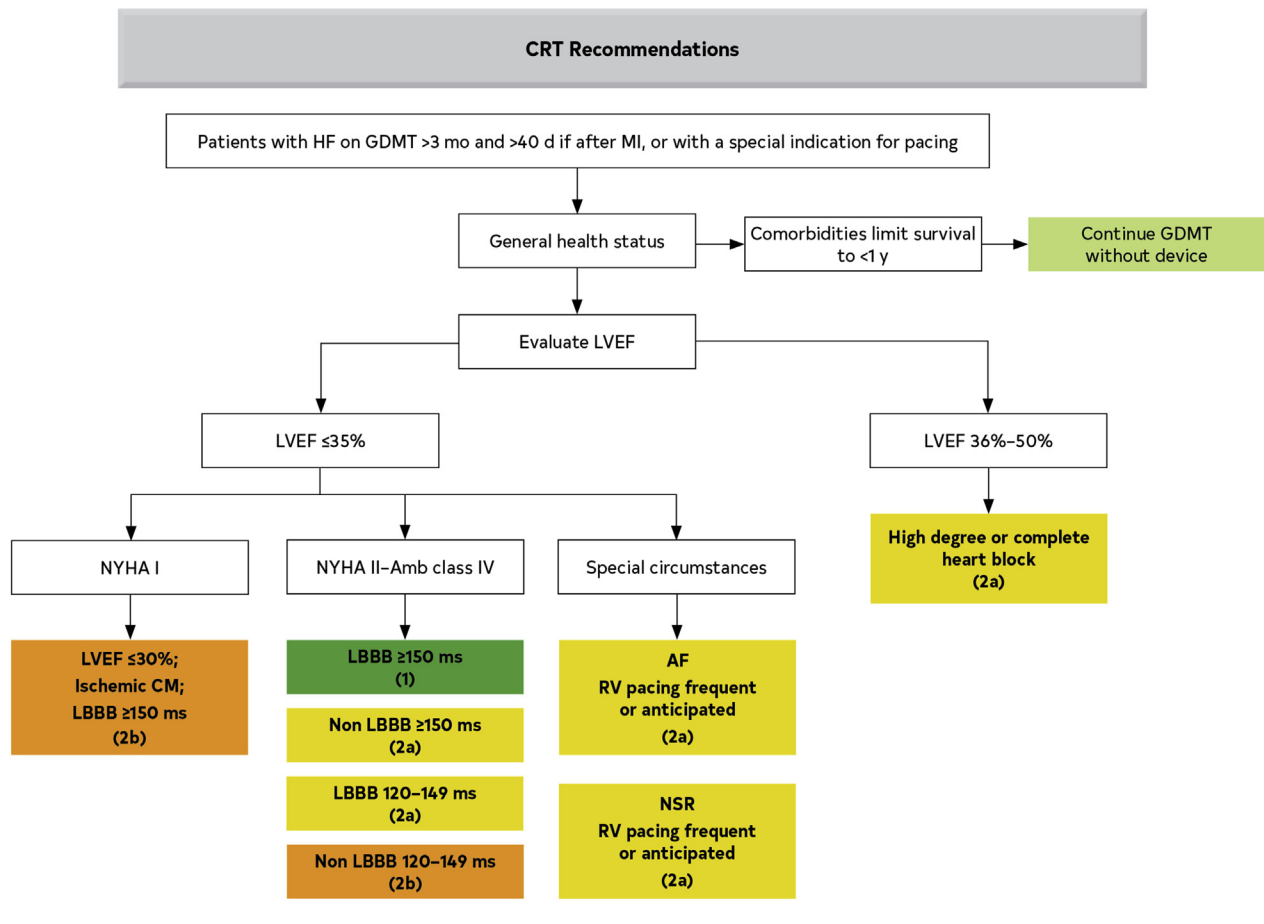 CRT Recommendations
Patients with HF on GDMT >3 mo and >40 d if after MI, or with a special indication for pacing
General health status
Comorbidities limit survival
to <1 y
Continue GDMT
without device
Evaluate LVEF
LVEF ≤35%
LVEF 36%–50%
High degree or complete
heart block
(2a)
NYHA I
NYHA II–Amb class IV
Special circumstances
LVEF ≤30%;
Ischemic CM;
LBBB ≥150 ms
(2b)
LBBB ≥150 ms
(1)
Non LBBB ≥150 ms
(2a)
LBBB 120–149 ms
(2a)
Non LBBB 120–149 ms
(2b)
AF
RV pacing frequent
or anticipated
(2a)
NSR
RV pacing frequent
or anticipated
(2a)